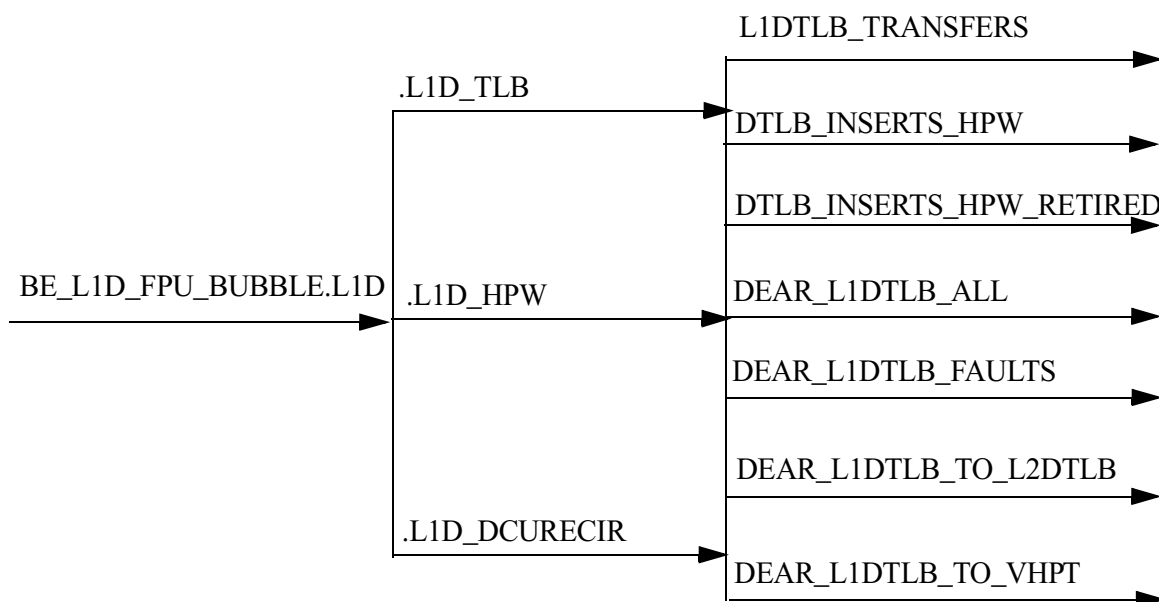 L1DTLB_TRANSFERS
.L1D_TLB
DTLB_INSERTS_HPW
DTLB_INSERTS_HPW_RETIRED
BE_L1D_FPU_BUBBLE.L1D
.L1D_HPW
DEAR_L1DTLB_ALL
DEAR_L1DTLB_FAULTS
DEAR_L1DTLB_TO_L2DTLB
.L1D_DCURECIR
DEAR_L1DTLB_TO_VHPT